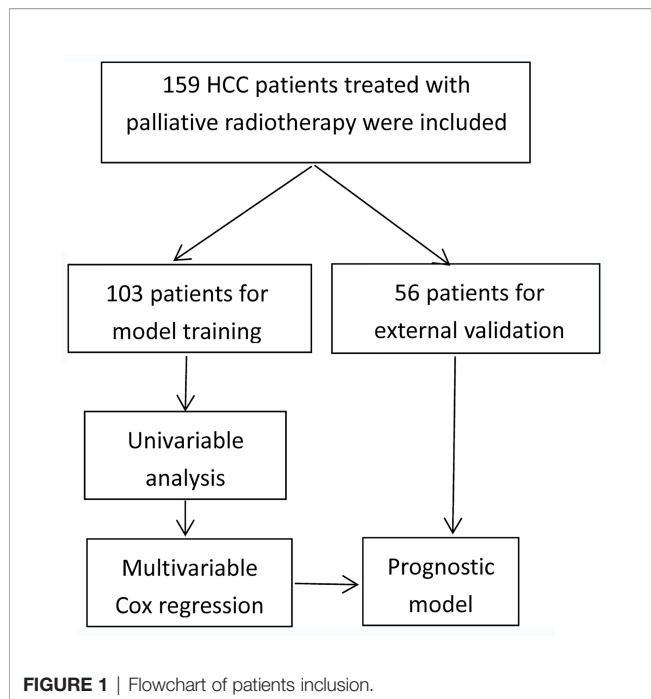 159 HCC patients treated with
palliative radiotherapy were included
103 patients for
model training
56 patients for
external validation
Univariable
analysis
Multivariable
Cox regression
Prognostic
model
FIGURE 1 | Flowchart of patients inclusion.